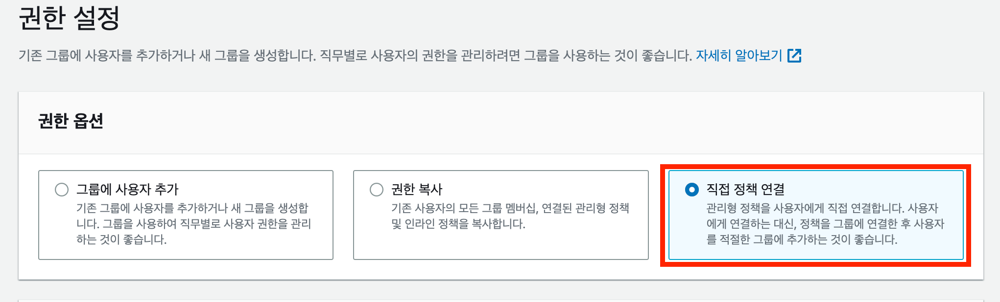 권한 설정
기존 그룹에 사용자를 추가하거나 새 그룹을 생성합니다. 직무별로 사용자의 권한을 관리하려면 그룹을 사용하는 것이 좋습니다. 자세히 알아보기
권한 옵션
그룹에 사용자 추가
기존 그룹에 사용자를 추가하거나 새 그룹을 생성합
니다. 그룹을 사용하여 직무별로 사용자 권한을 관리
하는 것이 좋습니다.
권한 복사
기존 사용자의 모든 그룹 멤버십, 연결된 관리형 정책
및 인라인 정책을 복사합니다.
직접 정책 연결
관리형 정책을 사용자에게 직접 연결합니다. 사용자
에게 연결하는 대신, 정책을 그룹에 연결한 후 사용자
를 적절한 그룹에 추가하는 것이 좋습니다.